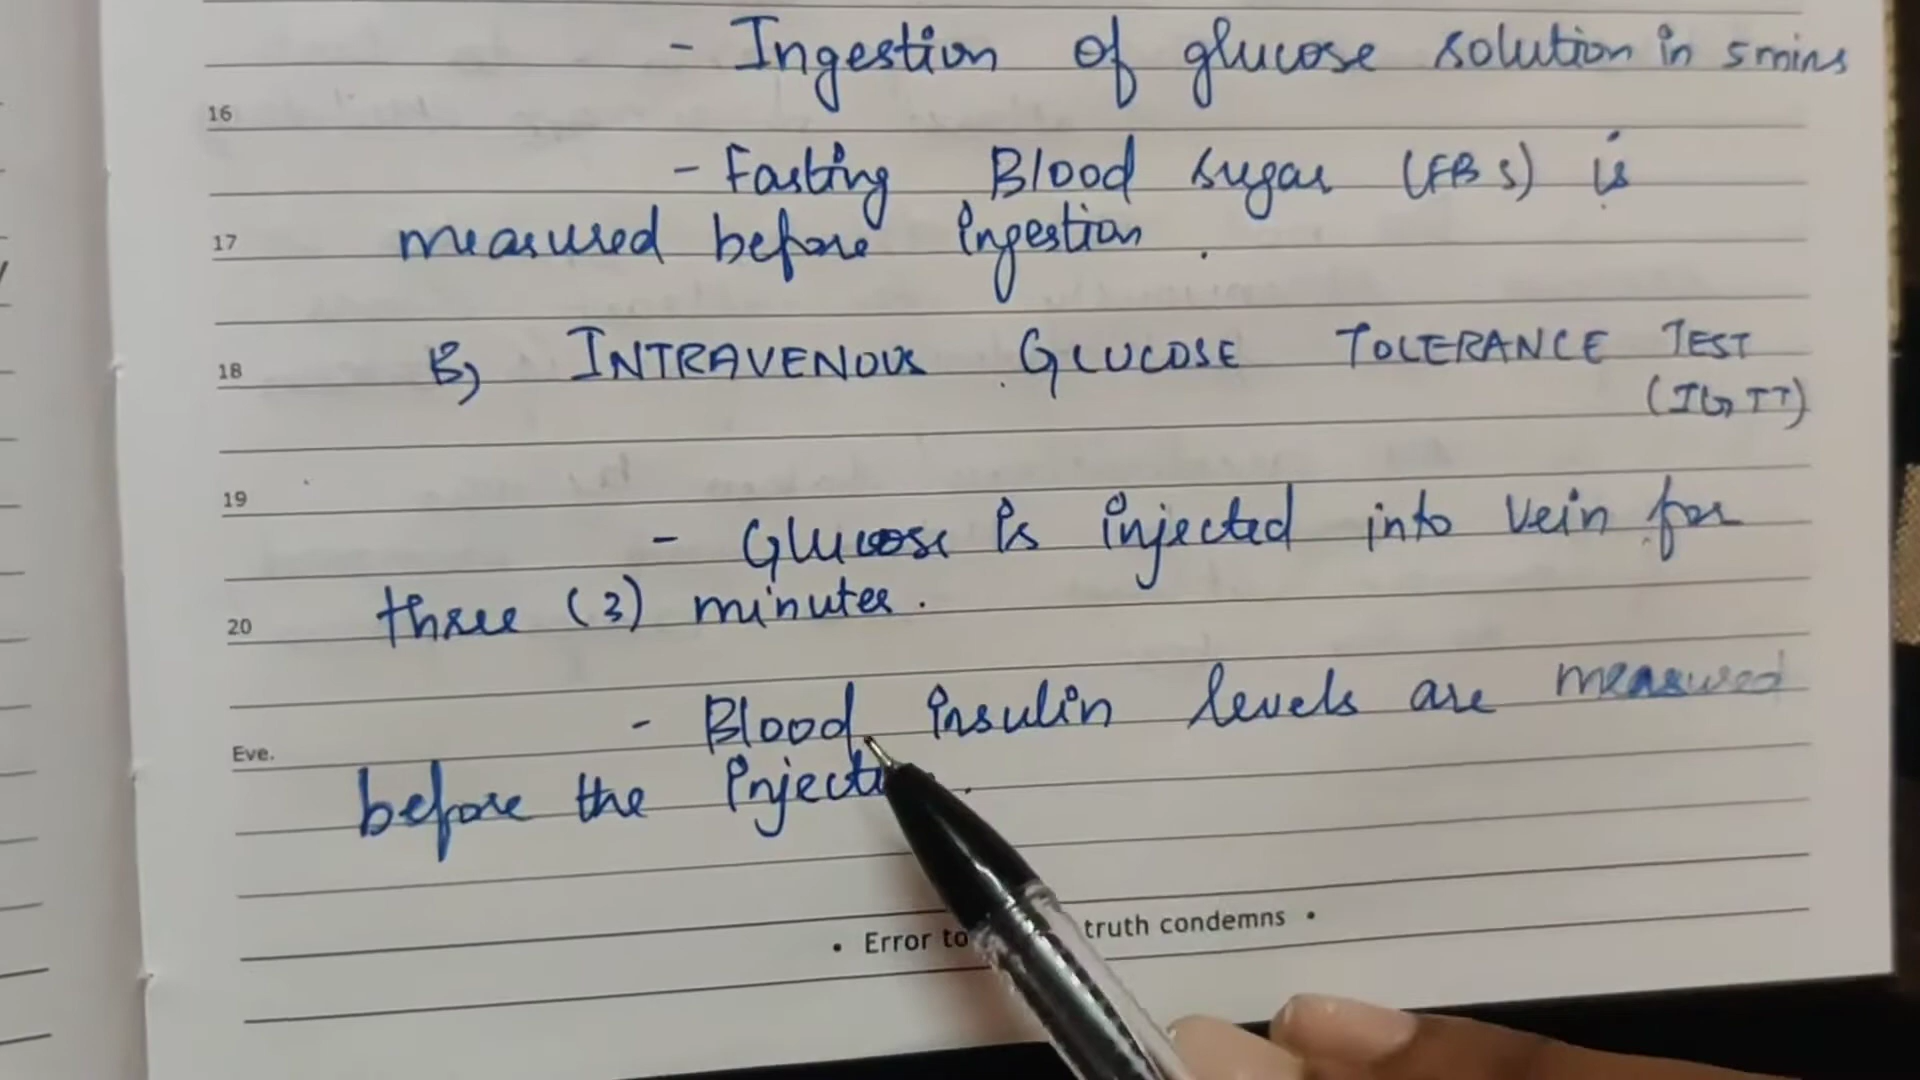 - Ingestion of glucose solution in 5 mins
16
- Fasting Blood sugar (FBS) is
17 measured before ingestion.
18 B) INTRAVENOUS GLUCOSE TOLERANCE TEST
(IGTT)
19
- Glucose is injected into vein for
20 three (3) minutes.
- Blood insulin levels are measured
Eve.
before the
• Error to truth condemns •